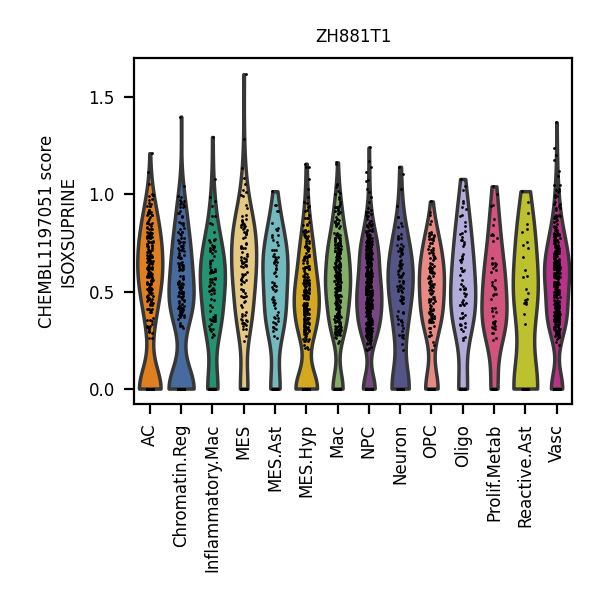 ZH881T1
CHEMBL1197051 score
ISOXSUPRINE
1.5
1.0
0.5
0.0
AC
Chromatin.Reg
Inflammatory.Mac
MES
MES.Ast
MES.Hyp
Mac
NPC
Neuron
OPC
Oligo
Prolif.Metab
Reactive.Ast
Vasc